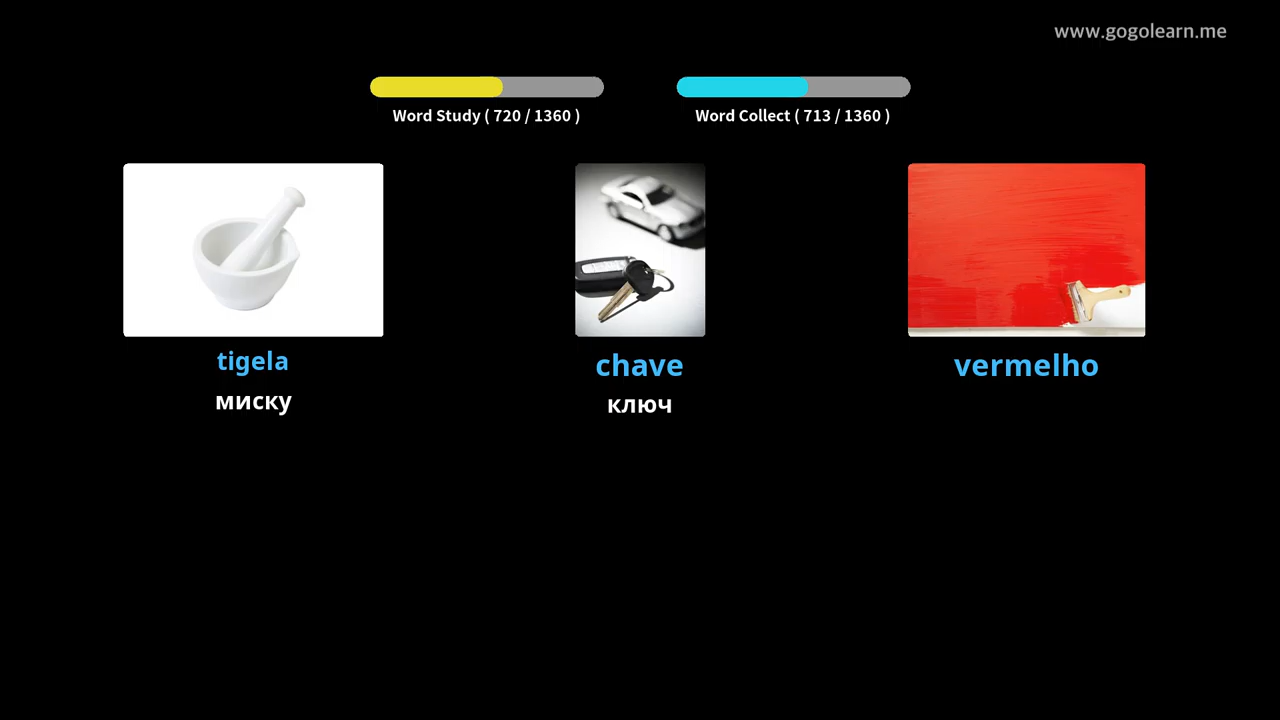 www.gogolearn.me
Word Study ( 720 / 1360 )
Word Collect ( 713 / 1360 )
tigela
миску
chave
ключ
vermelho